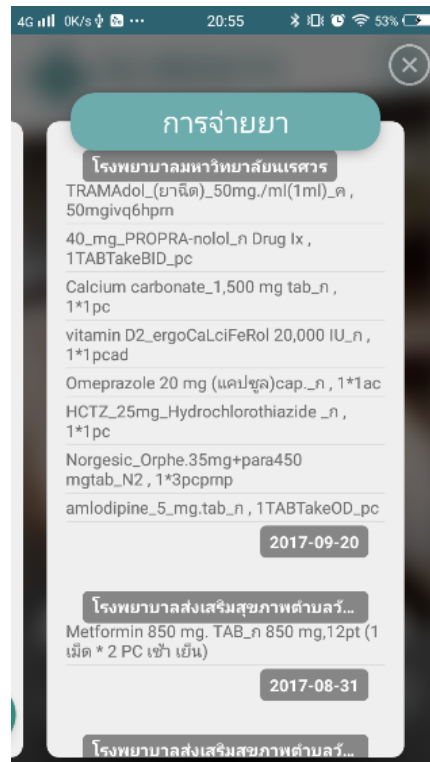 4G 0K/s ··· 20:55 53%
การจ่ายยา
โรงพยาบาลมหาวิทยาลัยนเรศวร
TRAMAdol_(ยาฉีด)_50mg./ml(1ml)_ค ,
50mgivq6hprn
40_mg_PROPRA-nolol_ก Drug Ix ,
1TABTakeBID_pc
Calcium carbonate_1,500 mg tab_ก ,
1*1pc
vitamin D2_ergoCaLciFeRol 20,000 IU_ก ,
1*1pcad
Omeprazole 20 mg (แคปซูล)cap._ก , 1*1ac
HCTZ_25mg_Hydrochlorothiazide _ก ,
1*1pc
Norgesic_Orphe.35mg+para450
mgtab_N2 , 1*3pcprnp
amlodipine_5_mg.tab_ก , 1TABTakeOD_pc
2017-09-20
โรงพยาบาลส่งเสริมสุขภาพตำบลวั...
Metformin 850 mg. TAB_ก 850 mg,12pt (1
เม็ด * 2 PC เช้า เย็น)
2017-08-31
โรงพยาบาลส่งเสริมสุขภาพตำบลวั...